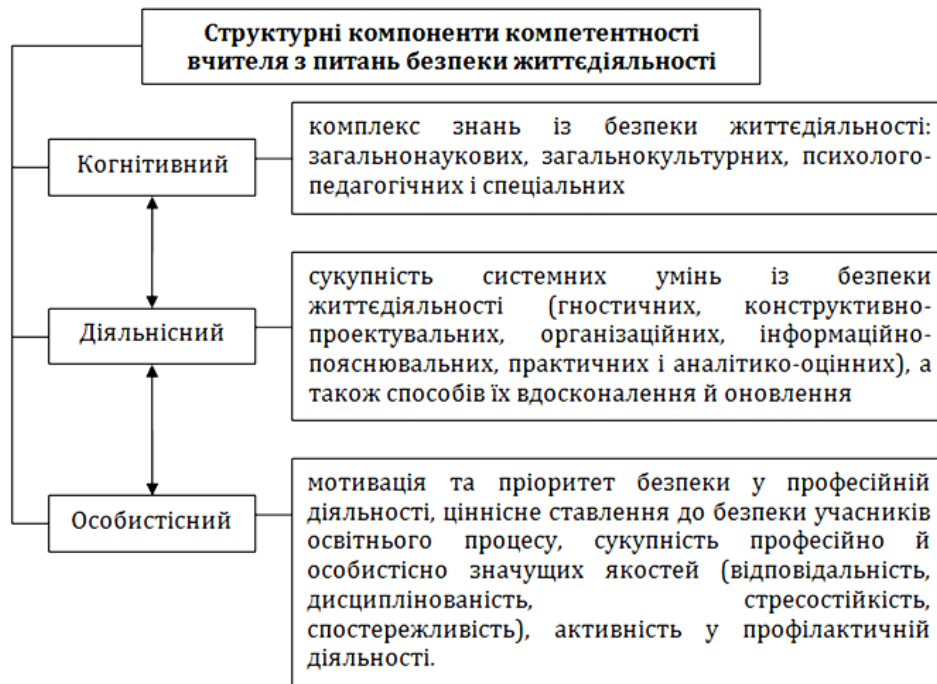 Структурні компоненти компетентності
вчителя з питань безпеки життєдіяльності
Когнітивний
комплекс знань із безпеки життєдіяльності:
загальнонаукових, загальнокультурних, психолого-
педагогічних і спеціальних
Діяльнісний
сукупність системних умінь із безпеки
життєдіяльності (гностичних, конструктивно-
проектувальних, організаційних, інформаційно-
пояснювальних, практичних і аналітико-оцінних), а
також способів їх вдосконалення й оновлення
Особистісний
мотивація та пріоритет безпеки у професійній
діяльності, ціннісне ставлення до безпеки учасників
освітнього процесу, сукупність професійно й
особистісно значущих якостей (відповідальність,
дисциплінованість, стресостійкість,
спостережливість), активність у профілактичній
діяльності.